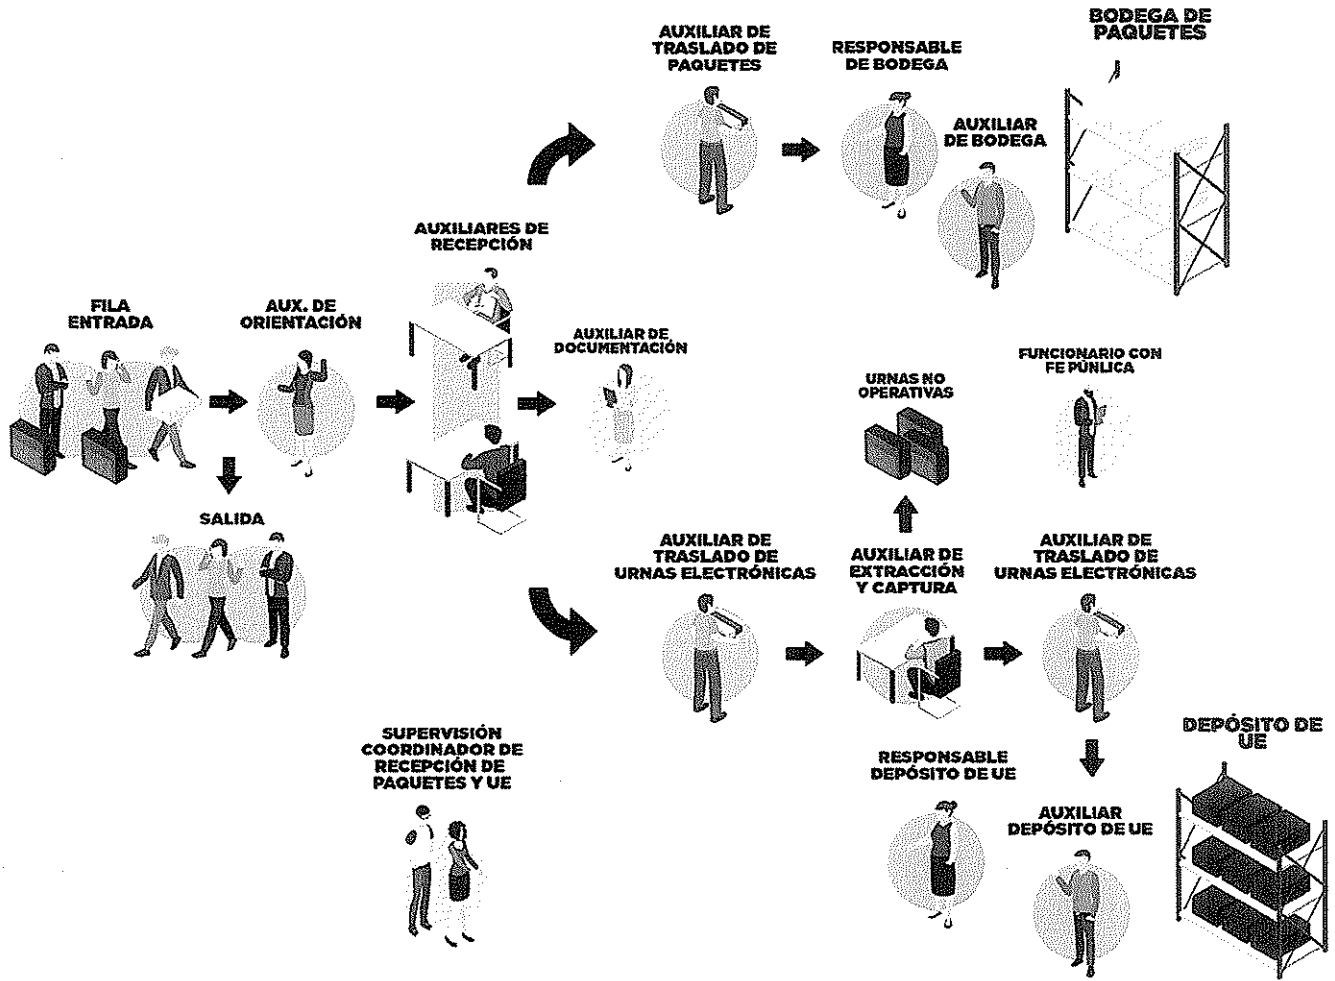 BODEGA DE
PAQUETES
AUXILIAR DE
TRASLADO DE
PAQUETES
RESPONSABLE
DE BODEGA
AUXILIAR
DE BODEGA
AUXILIARES DE
RECEPCIÓN
FILA
ENTRADA
AUX. DE
ORIENTACIÓN
AUXILIAR DE
DOCUMENTACIÓN
FUNCIONARIO CON
FE PÚNLICA
URNAS NO
OPERATIVAS
SALIDA
AUXILIAR DE
TRASLADO DE
URNAS ELECTRÓNICAS
AUXILIAR DE
EXTRACCIÓN
Y CAPTURA
AUXILIAR DE
TRASLADO DE
URNAS ELECTRÓNICAS
SUPERVISIÓN
COORDINADOR DE
RECEPCIÓN DE
PAQUETES Y UE
RESPONSABLE
DEPÓSITO DE UE
AUXILIAR
DEPÓSITO DE UE
DEPÓSITO DE
UE